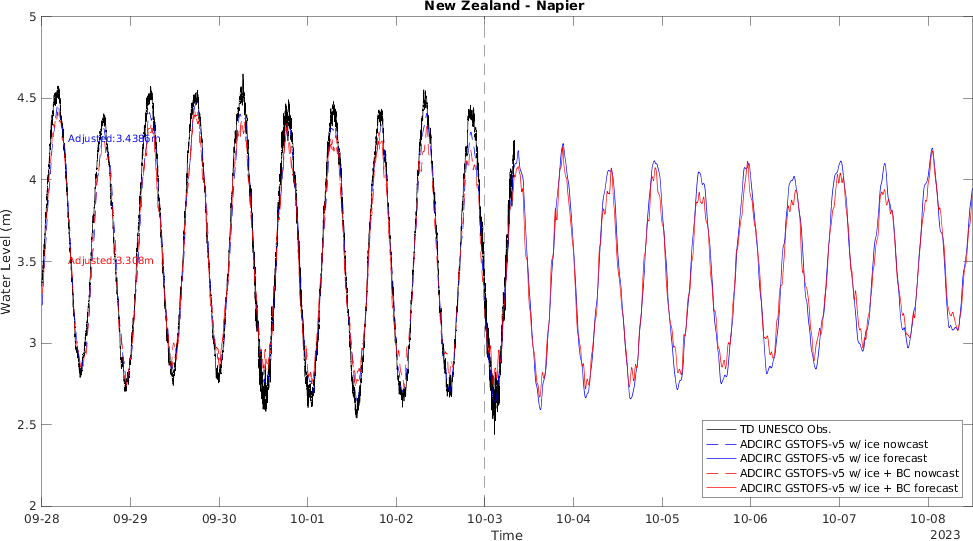 New Zealand - Napier
5
4.5
4
3.5
3
2.5
2
Water Level (m)
Adjusted:3.4386m
Adjusted:3.308m
TD UNESCO Obs.
ADCIRC GSTOFS-v5 w/ ice nowcast
ADCIRC GSTOFS-v5 w/ ice forecast
ADCIRC GSTOFS-v5 w/ ice + BC nowcast
ADCIRC GSTOFS-v5 w/ ice + BC forecast
09-28 09-29 09-30 10-01 10-02 10-03 10-04 10-05 10-06 10-07 10-08
Time
2023